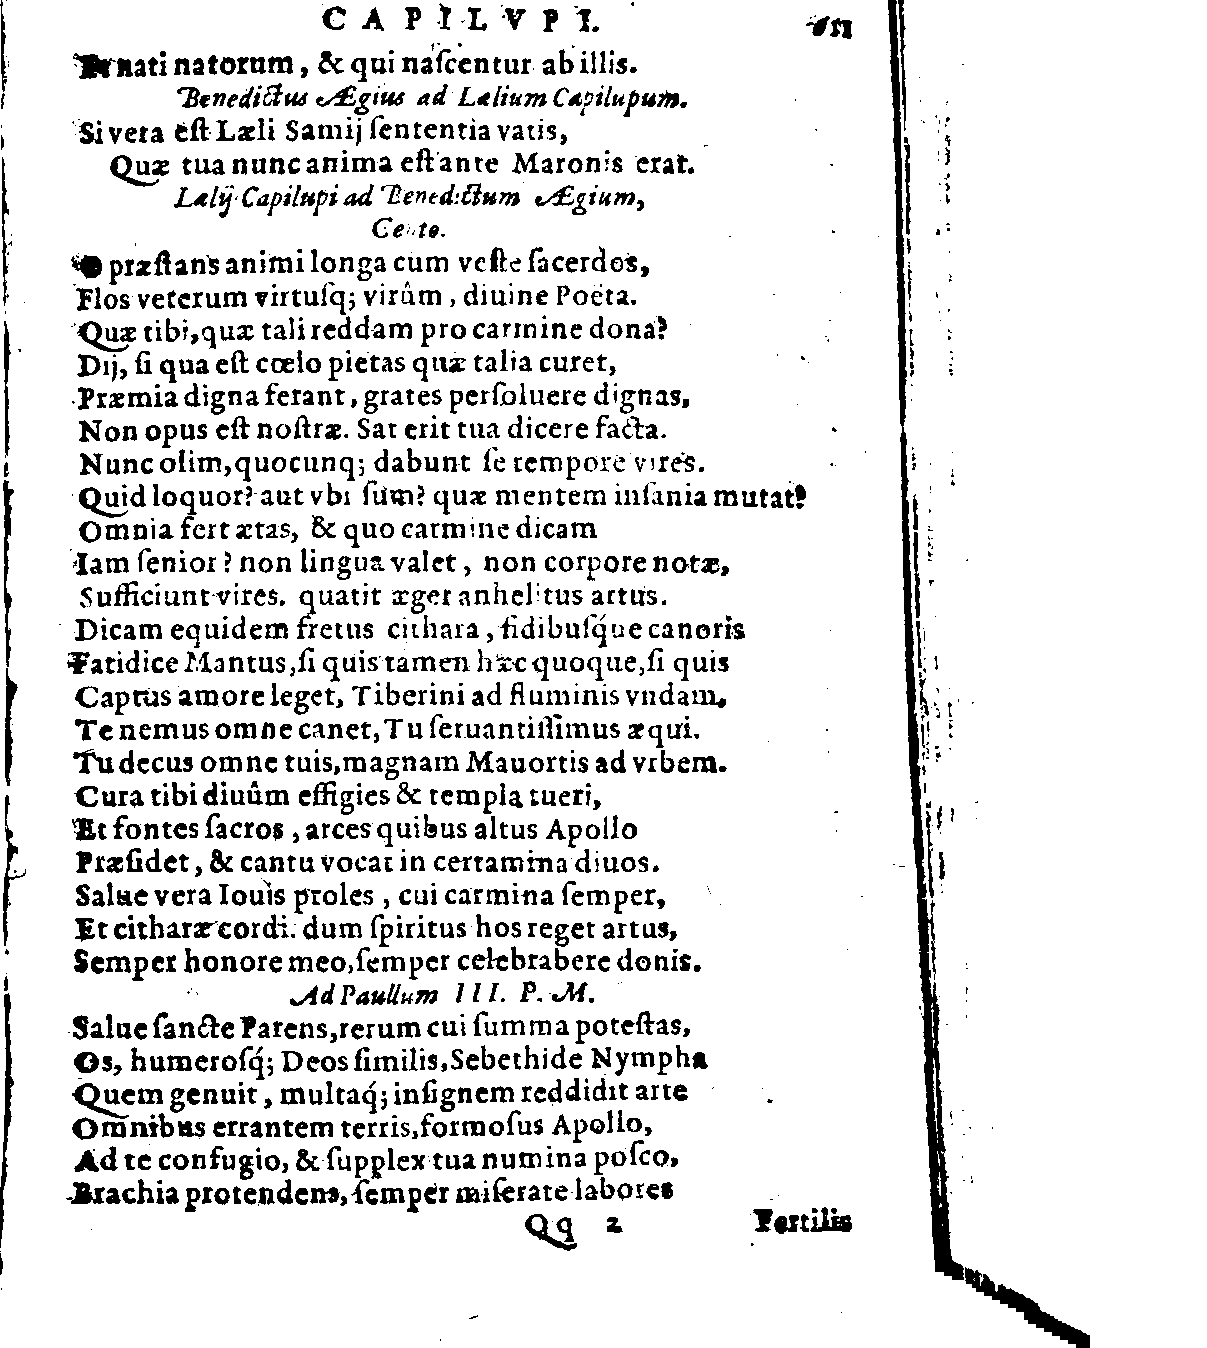 CAPILVPI.
Et nati natorum, & qui naſcentur ab illis.
Benedictus Ægius ad Lælium Capilupum.
Si vera eſt Læli Samij ſententia vatis,
Quæ tua nunc anima eſt ante Maronis erat.
Lælij Capilupi ad Benedictum Ægium,
Cento.
O præſtans animi longa cum veſte ſacerdos,
Flos veterum virtuſq; virûm, diuine Poeta.
Quæ tibi, quæ tali reddam pro carmine dona?
Dij, ſi qua eſt cœlo pietas quæ talia curet,
Præmia digna ferant, grates perſoluere dignas,
Non opus eſt noſtræ. Sat erit tua dicere facta.
Nunc olim, quocunq; dabunt ſe tempore vires.
Quid loquor? aut vbi ſum? quæ mentem inſania mutat?
Omnia fert ætas, & quo carmine dicam
Iam ſenior? non lingua valet, non corpore notæ,
Sufficiunt vires. quatit æger anhelitus artus.
Dicam equidem fretus cithara, fidibuſq́ue canoris
Fatidice Mantus, ſi quis tamen hæc quoque, ſi quis
Captus amore leget, Tiberini ad fluminis vndam,
Te nemus omne canet, Tu ſeruantiſſimus æqui.
Tu decus omne tuis, magnam Mauortis ad vrbem.
Cura tibi diuûm effigies & templa tueri,
Et fontes ſacros, arces quibus altus Apollo
Præſidet, & cantu vocat in certamina diuos.
Salue vera Iouis proles, cui carmina ſemper,
Et citharæ cordi. dum ſpiritus hos reget artus,
Semper honore meo, ſemper celebrabere donis.
Ad Paullum III. P. M.
Salue ſancte Parens, rerum cui ſumma poteſtas,
Os, humeroſq́; Deos ſimilis, Sebethide Nympha
Quem genuit, multaq́; inſignem reddidit arte
Omnibus errantem terris, formoſus Apollo,
Ad te confugio, & ſupplex tua numina poſco,
Brachia protendens, ſemper miſerate labores
Qq 2 Fertilis